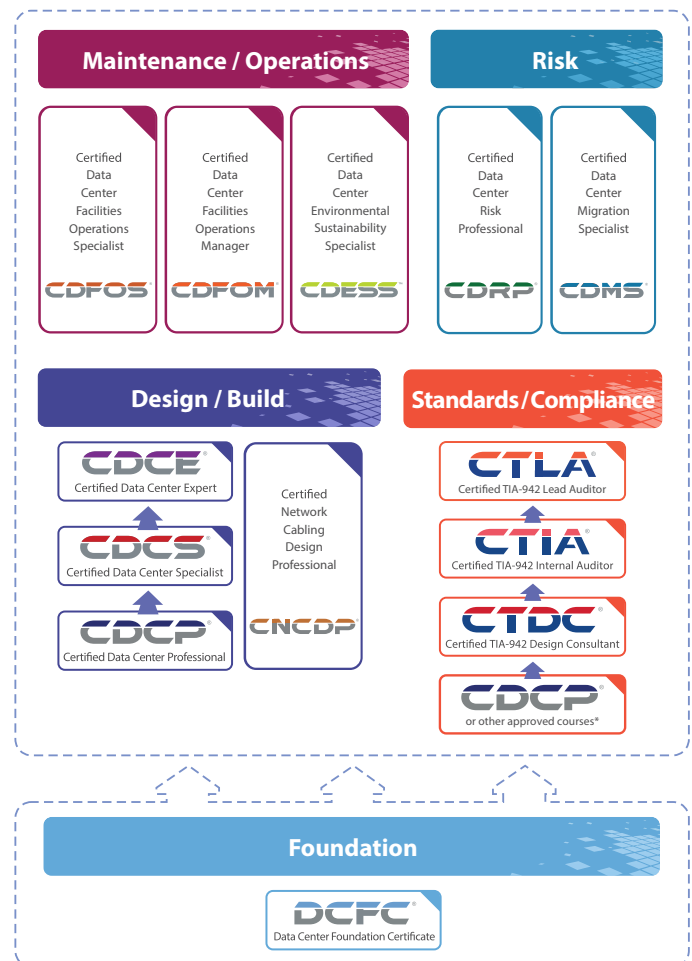 Maintenance / Operations
Certified
Data
Center
Facilities
Operations
Specialist
CDFOS®
Certified
Data
Center
Facilities
Operations
Manager
CDFOM®
Certified
Data
Center
Environmental
Sustainability
Specialist
CDESS®
Risk
Certified
Data
Center
Risk
Professional
CDRP®
Certified
Data
Center
Migration
Specialist
CDMS®
Design / Build
CDCE®
Certified Data Center Expert
CDCS®
Certified Data Center Specialist
CDCP®
Certified Data Center Professional
Certified
Network
Cabling
Design
Professional
CNCDP®
Standards/Compliance
CTLA®
Certified TIA-942 Lead Auditor
CTIA®
Certified TIA-942 Internal Auditor
CTDC®
Certified TIA-942 Design Consultant
CDCP®
or other approved courses*
Foundation
DCFC®
Data Center Foundation Certificate